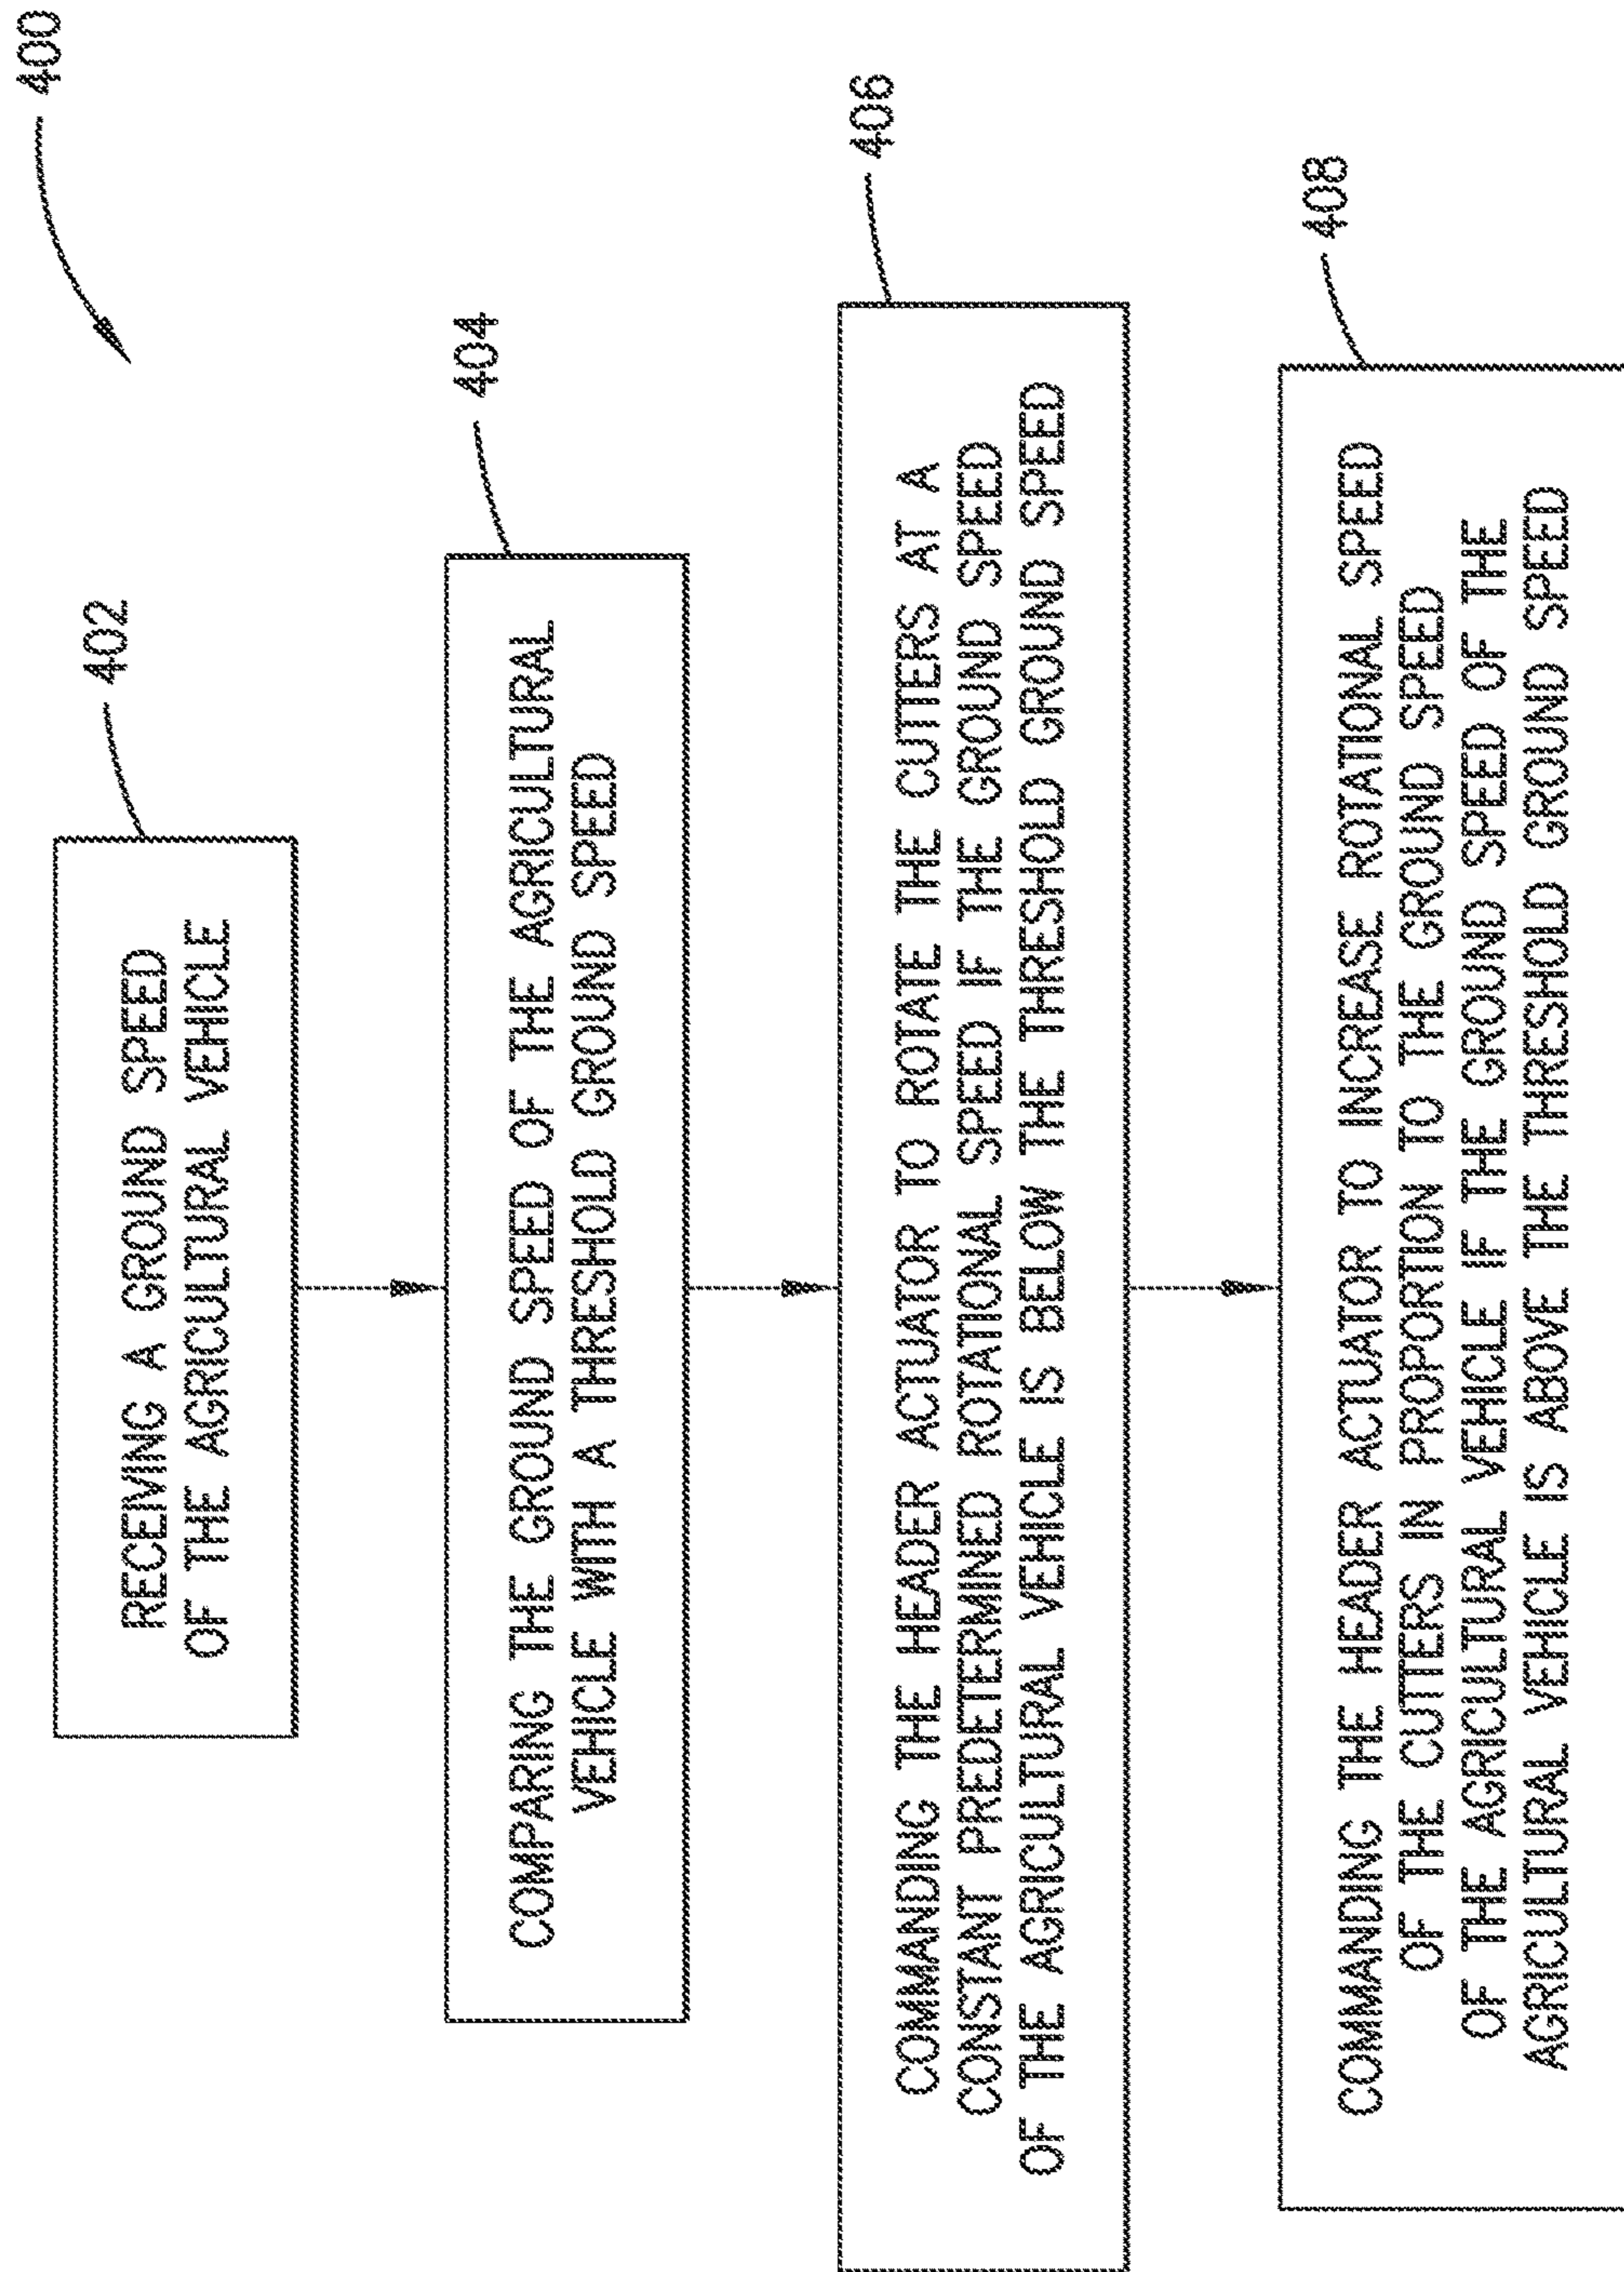 400
402
RECEIVING A GROUND SPEED
OF THE AGRICULTURAL VEHICLE
404
COMPARING THE GROUND SPEED OF THE AGRICULTURAL
VEHICLE WITH A THRESHOLD GROUND SPEED
406
COMMANDING THE HEADER ACTUATOR TO ROTATE THE CUTTERS AT A
CONSTANT PREDETERMINED ROTATIONAL SPEED IF THE GROUND SPEED
OF THE AGRICULTURAL VEHICLE IS BELOW THE THRESHOLD GROUND SPEED
408
COMMANDING THE HEADER ACTUATOR TO INCREASE ROTATIONAL SPEED
OF THE CUTTERS IN PROPORTION TO THE GROUND SPEED
OF THE AGRICULTURAL VEHICLE IF THE GROUND SPEED OF THE
AGRICULTURAL VEHICLE IS ABOVE THE THRESHOLD GROUND SPEED